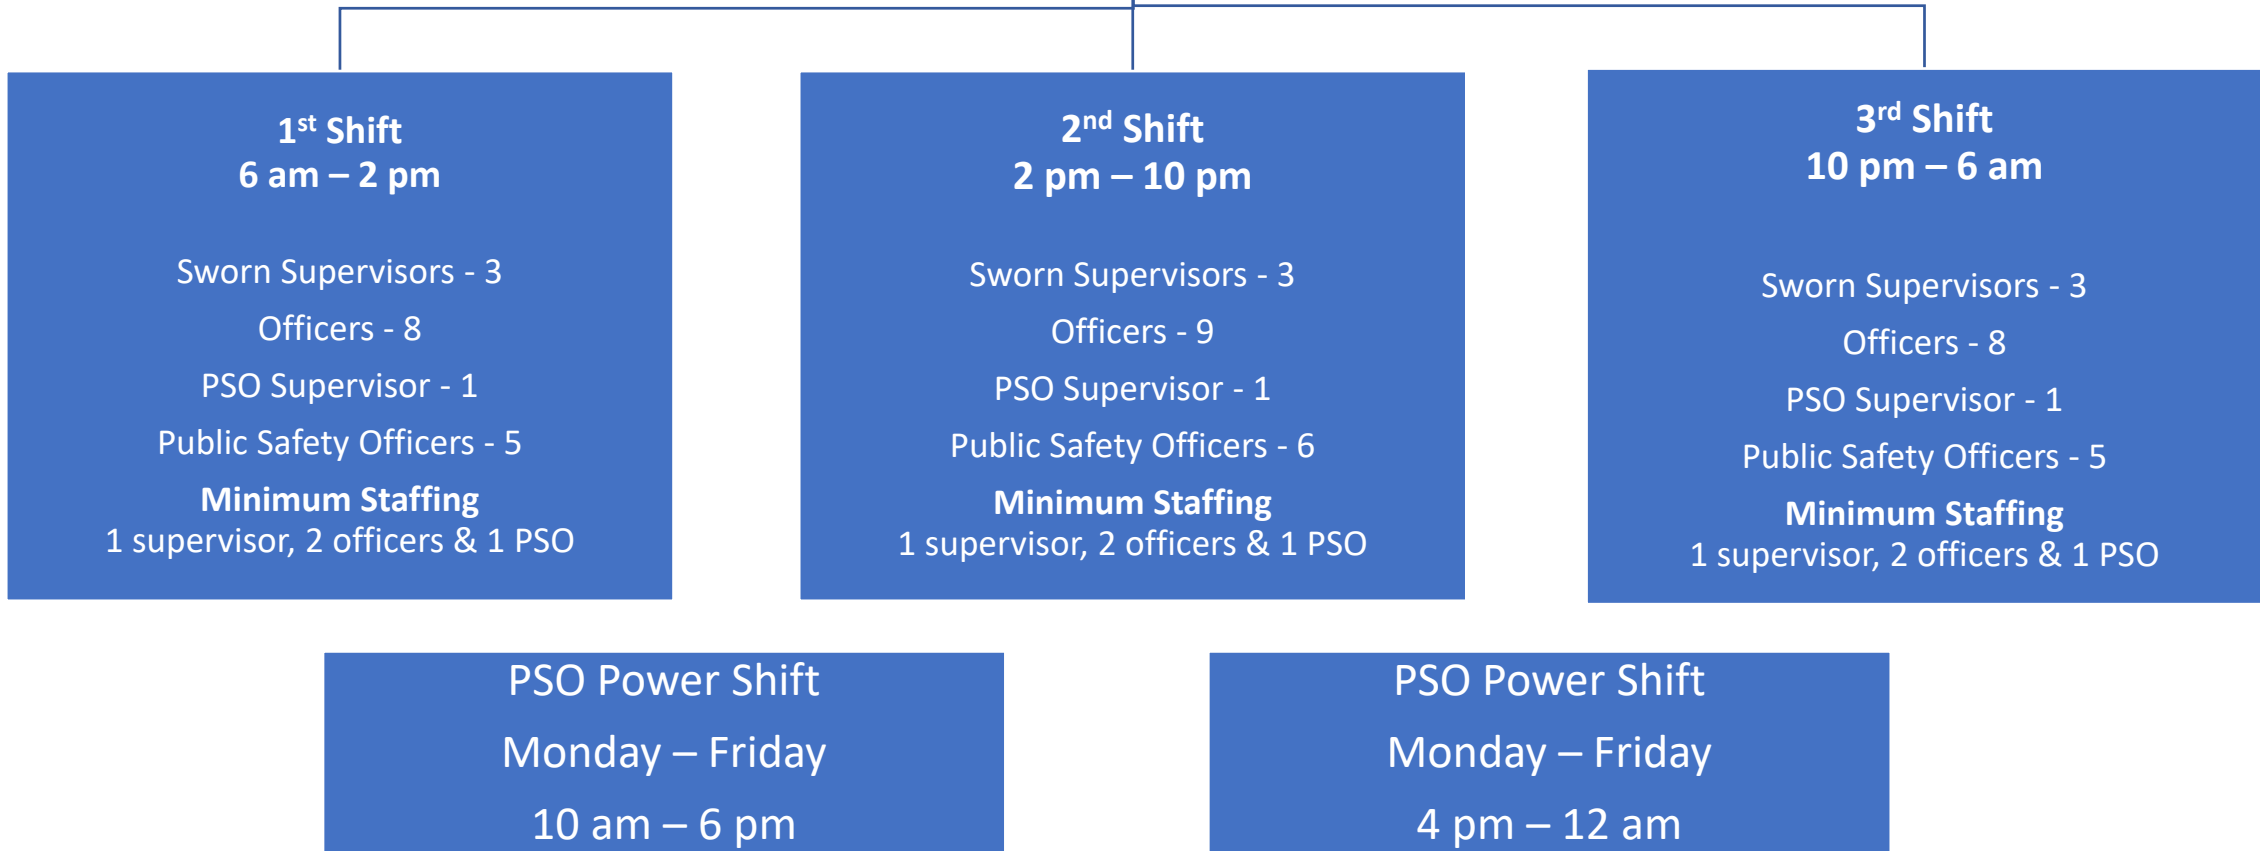 1st Shift
6 am – 2 pm
Sworn Supervisors - 3
Officers - 8
PSO Supervisor - 1
Public Safety Officers - 5
Minimum Staffing
1 supervisor, 2 officers & 1 PSO
2nd Shift
2 pm – 10 pm
Sworn Supervisors - 3
Officers - 9
PSO Supervisor - 1
Public Safety Officers - 6
Minimum Staffing
1 supervisor, 2 officers & 1 PSO
3rd Shift
10 pm – 6 am
Sworn Supervisors - 3
Officers - 8
PSO Supervisor - 1
Public Safety Officers - 5
Minimum Staffing
1 supervisor, 2 officers & 1 PSO
PSO Power Shift
Monday – Friday
10 am – 6 pm
PSO Power Shift
Monday – Friday
4 pm – 12 am